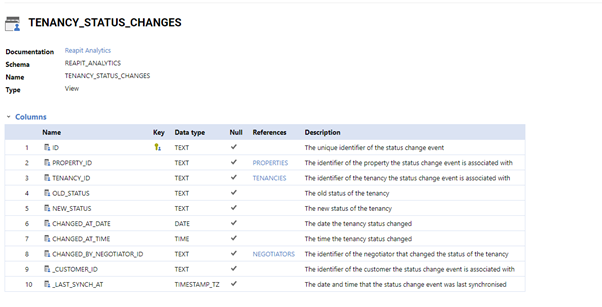 TENANCY_STATUS_CHANGES
Documentation Reapit Analytics
Schema REAPIT_ANALYTICS
Name TENANCY_STATUS_CHANGES
Type View
Columns
Name Key Data type Null References Description
1 ID TEXT ✓ The unique identifier of the status change event
2 PROPERTY_ID TEXT ✓ PROPERTIES The identifier of the property the status change event is associated with
3 TENANCY_ID TEXT ✓ TENANCIES The identifier of the tenancy the status change event is associated with
4 OLD_STATUS TEXT ✓ The old status of the tenancy
5 NEW_STATUS TEXT ✓ The new status of the tenancy
6 CHANGED_AT_DATE DATE ✓ The date the tenancy status changed
7 CHANGED_AT_TIME TIME ✓ The time the tenancy status changed
8 CHANGED_BY_NEGOTIATOR_ID TEXT ✓ NEGOTIATORS The identifier of the negotiator that changed the status of the tenancy
9 _CUSTOMER_ID TEXT ✓ The identifier of the customer the status change event is associated with
10 _LAST_SYNCH_AT TIMESTAMP_TZ ✓ The date and time that the status change event was last synchronised